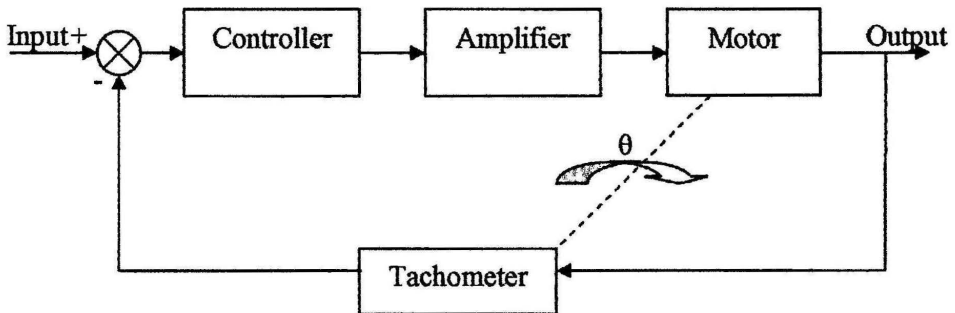 Input+
Controller
Amplifier
Motor
Output
-
θ
Tachometer